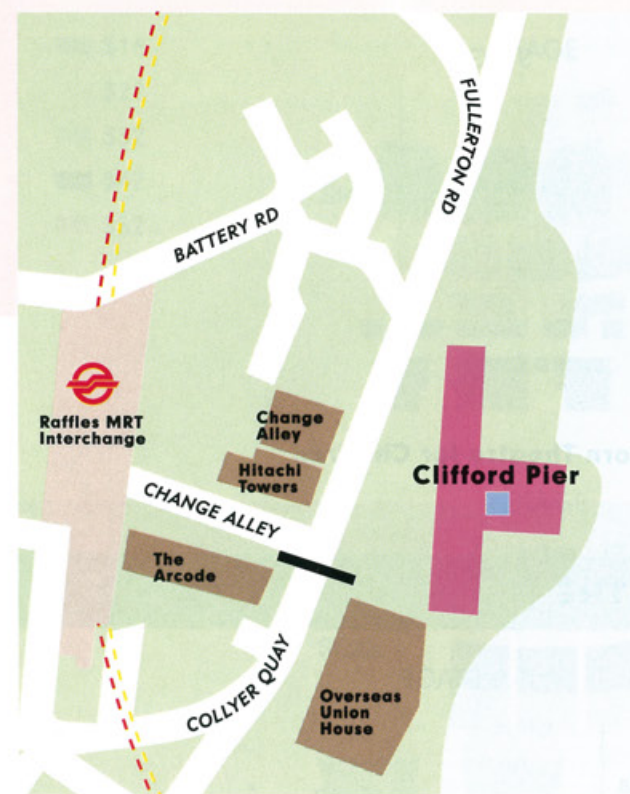 FULLERTON RD
BATTERY RD
Raffles MRT
Interchange
Change
Alley
Hitachi
Towers
Clifford Pier
CHANGE ALLEY
The
Arcode
COLLYER QUAY
Overseas
Union
House